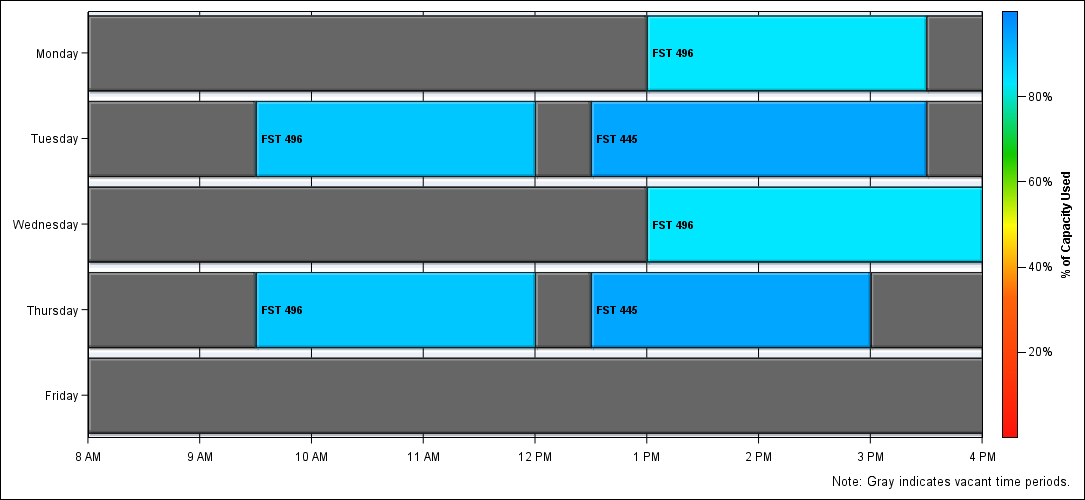 Monday
FST 496
Tuesday
FST 496
FST 445
Wednesday
FST 496
Thursday
FST 496
FST 445
Friday
8 AM
9 AM
10 AM
11 AM
12 PM
1 PM
2 PM
3 PM
4 PM
80%
60%
40%
20%
% of Capacity Used
Note: Gray indicates vacant time periods.